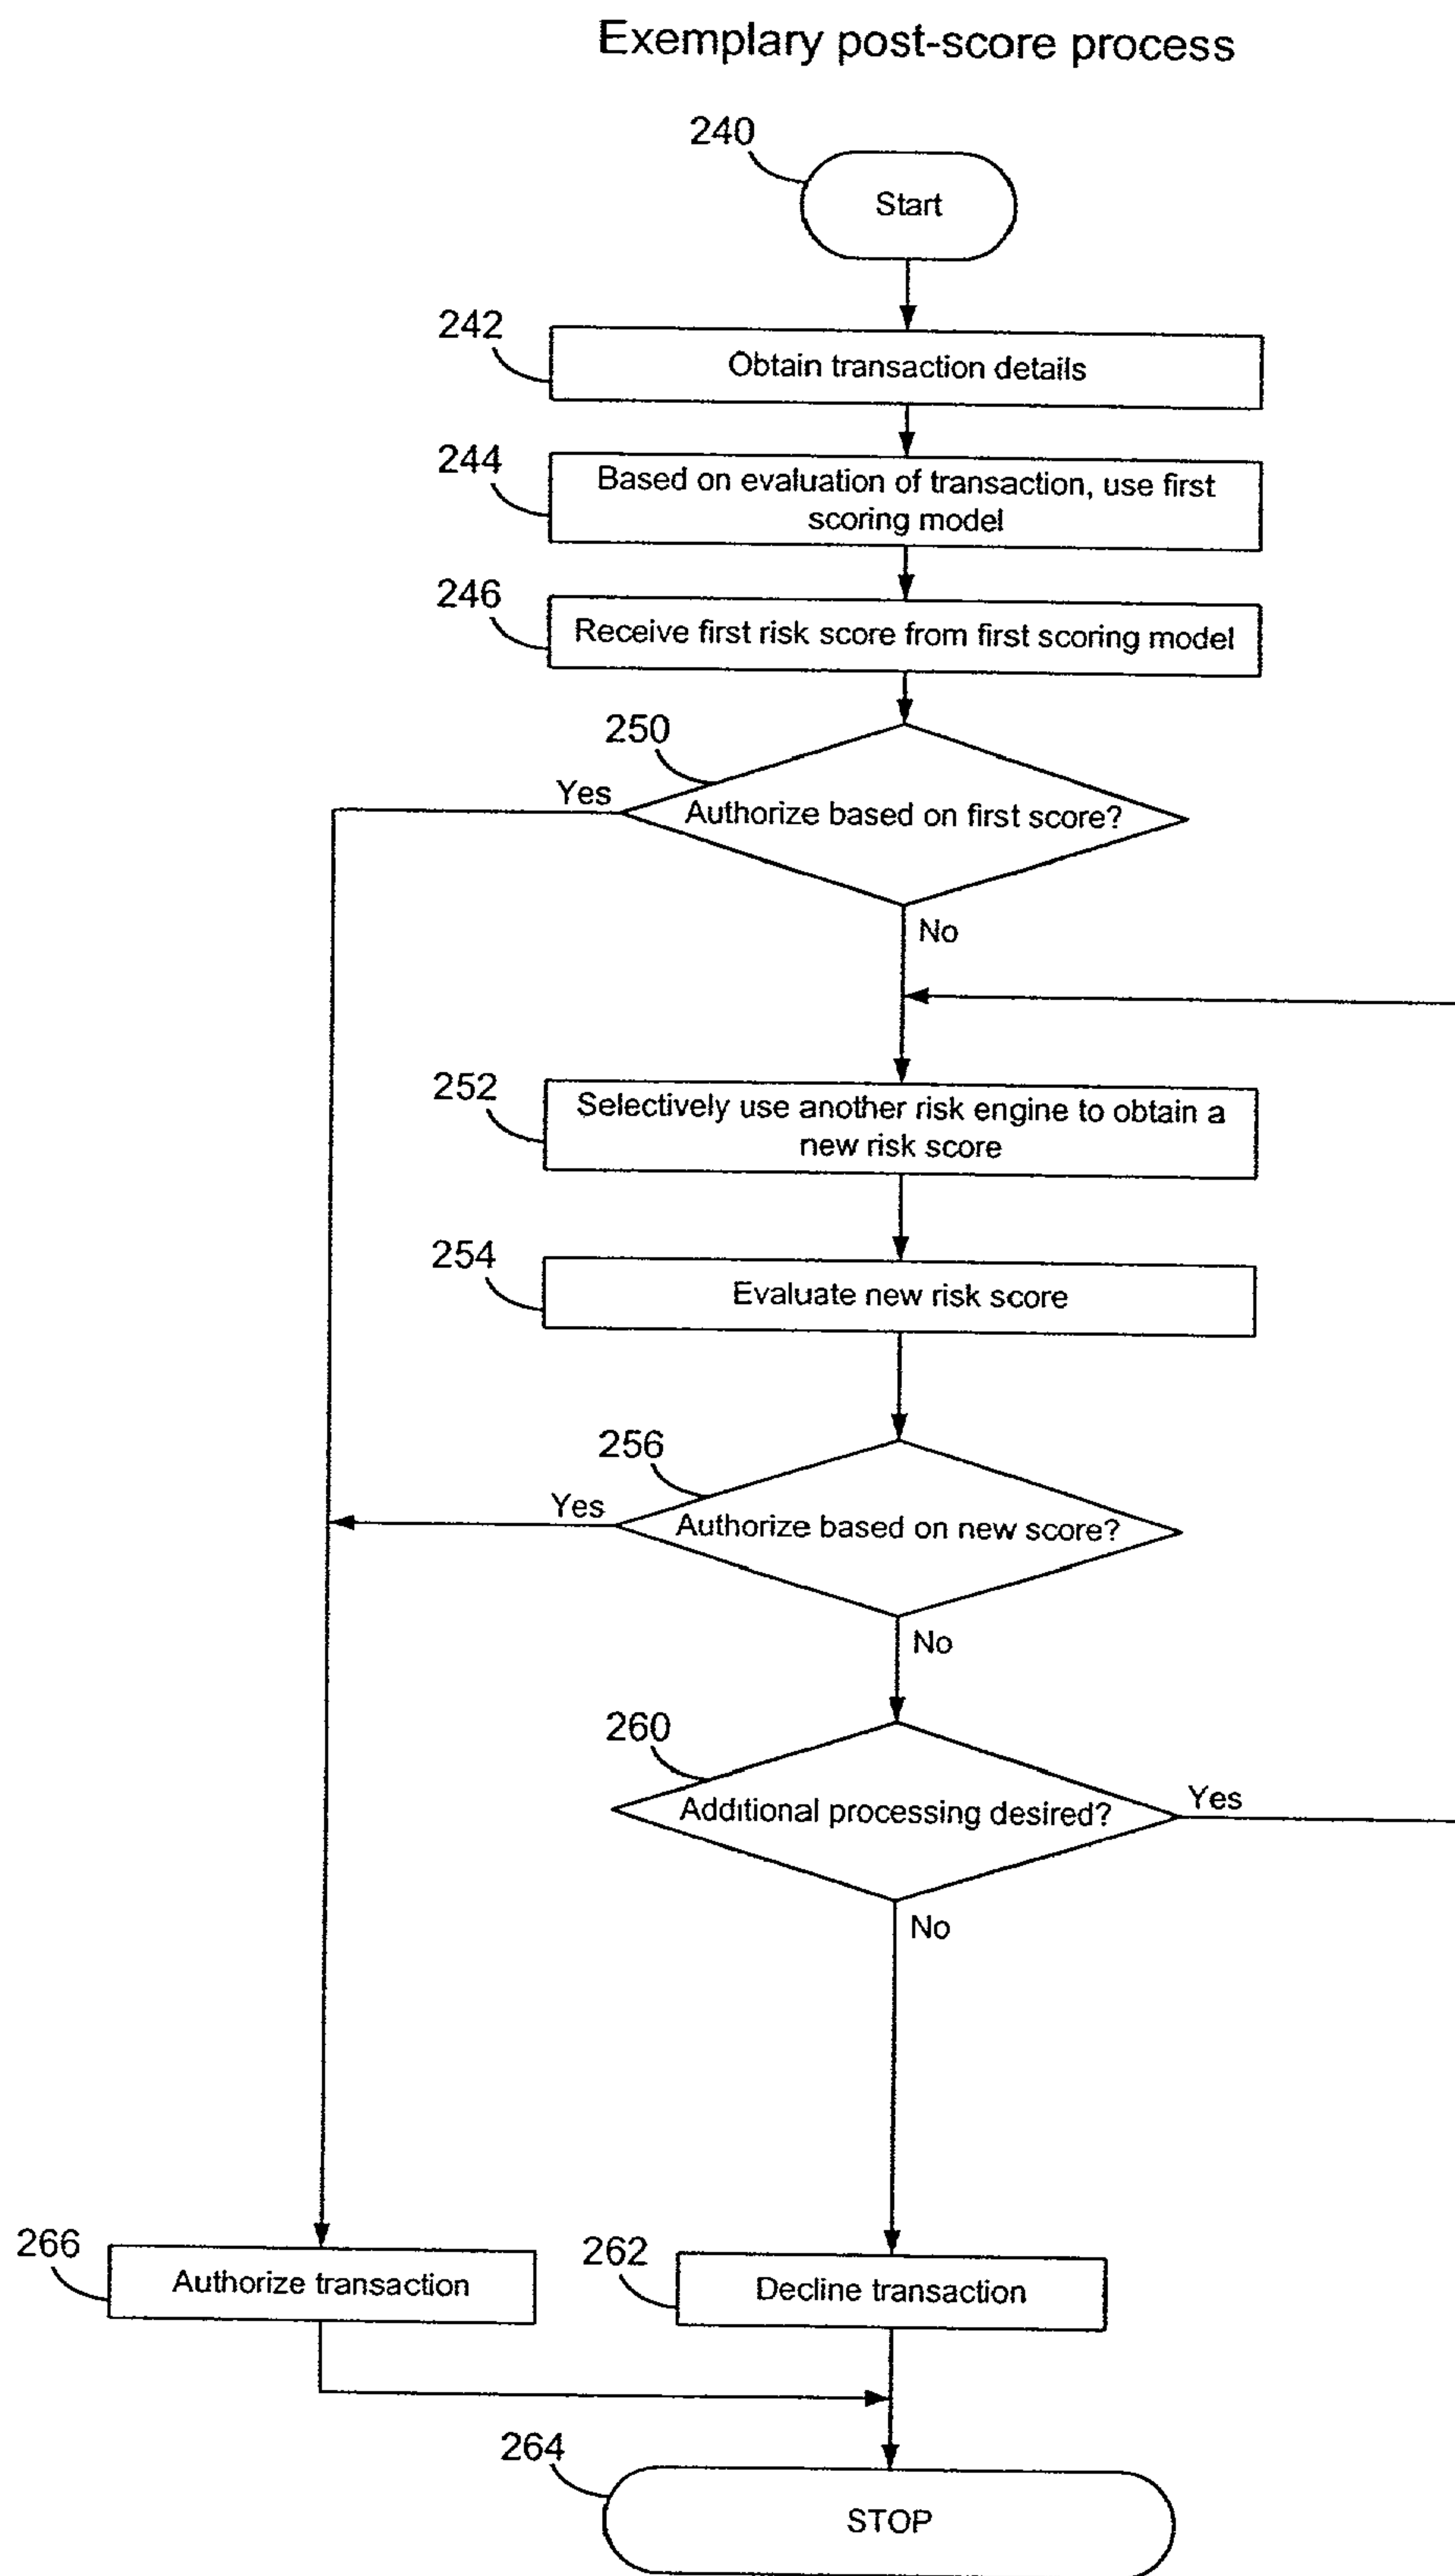 Exemplary post-score process
240
Start
242
Obtain transaction details
244
Based on evaluation of transaction, use first
scoring model
246
Receive first risk score from first scoring model
250
Yes
Authorize based on first score?
No
252
Selectively use another risk engine to obtain a
new risk score
254
Evaluate new risk score
256
Yes
Authorize based on new score?
No
260
Additional processing desired?
Yes
No
266
Authorize transaction
262
Decline transaction
264
STOP